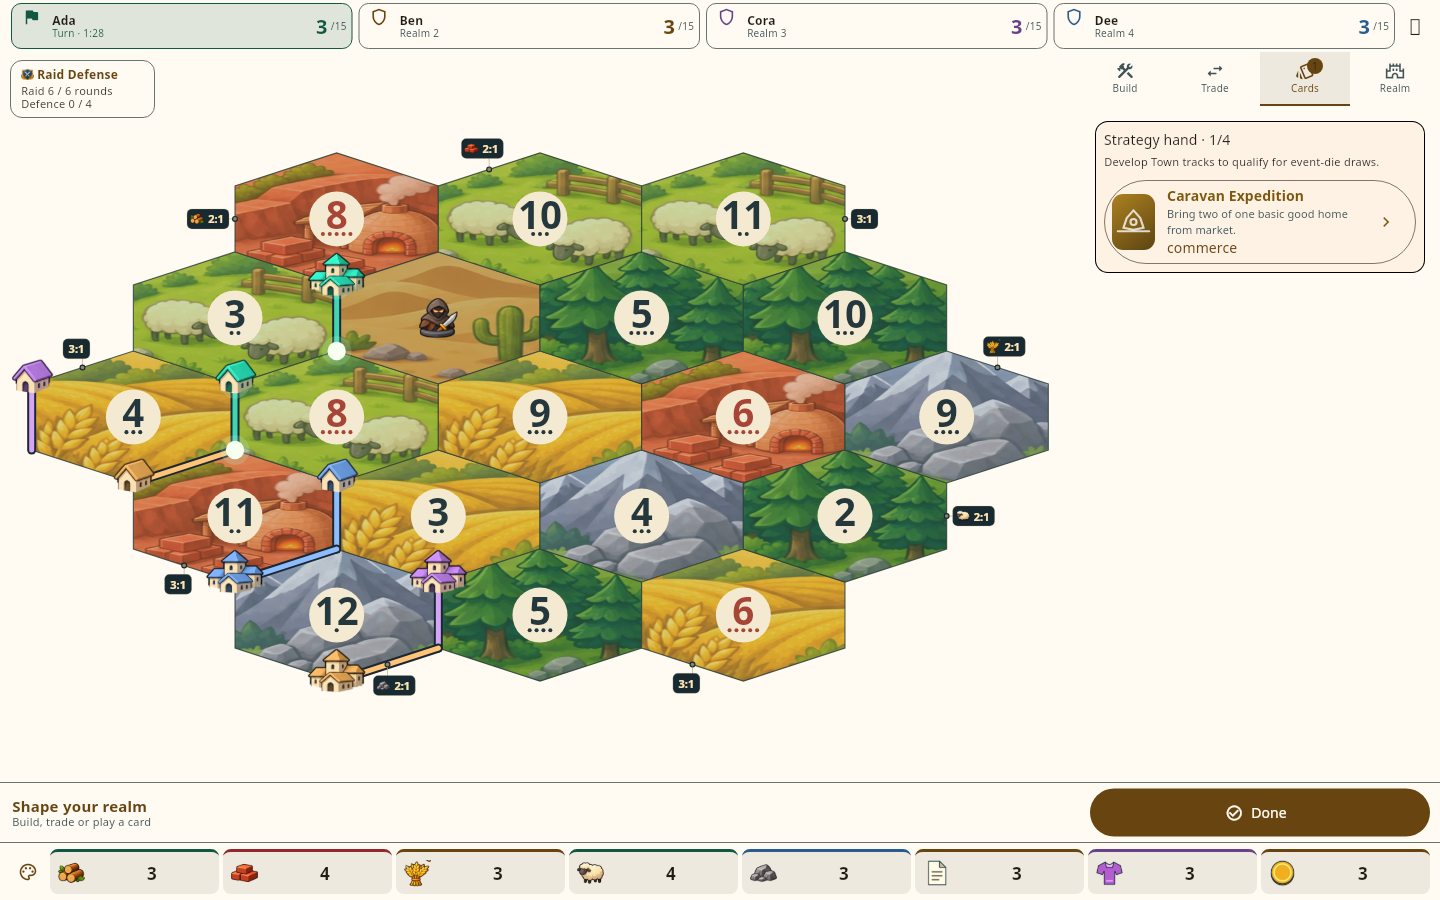 Ada
Turn · 1:28
3 /15
Ben
Realm 2
3 /15
Cora
Realm 3
3 /15
Dee
Realm 4
3 /15
Raid Defense
Raid 6 / 6 rounds
Defence 0 / 4
Build
Trade
Cards
Realm
Strategy hand · 1/4
Develop Town tracks to qualify for event-die draws.
Caravan Expedition
Bring two of one basic good home
from market.
commerce
2:1
2:1
8
10
11
3:1
3
5
10
3:1
2:1
4
8
9
6
9
11
3
4
2
2:1
3:1
12
5
6
2:1
3:1
Shape your realm
Build, trade or play a card
Done
3
4
3
4
3
3
3
3